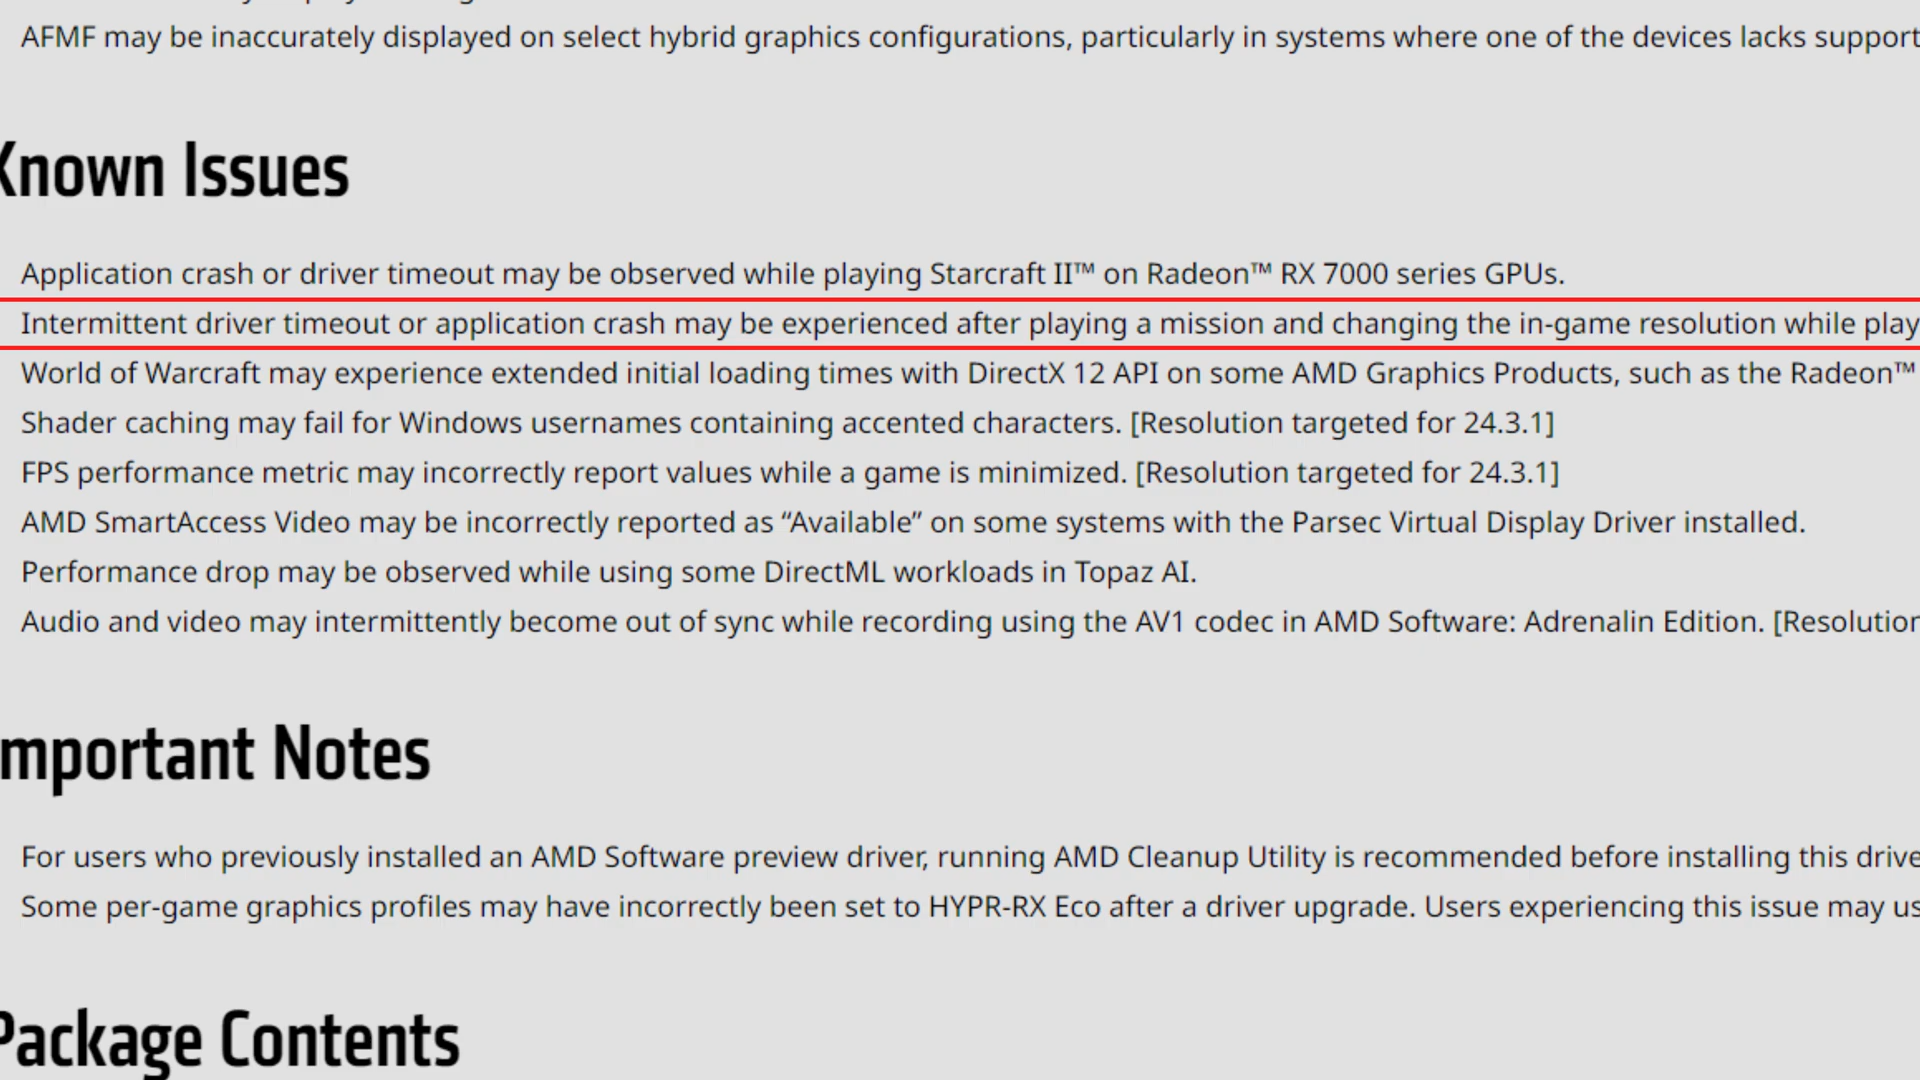 AFMF may be inaccurately displayed on select hybrid graphics configurations, particularly in systems where one of the devices lacks support
Known Issues
Application crash or driver timeout may be observed while playing Starcraft II™ on Radeon™ RX 7000 series GPUs.
Intermittent driver timeout or application crash may be experienced after playing a mission and changing the in-game resolution while play
World of Warcraft may experience extended initial loading times with DirectX 12 API on some AMD Graphics Products, such as the Radeon™
Shader caching may fail for Windows usernames containing accented characters. [Resolution targeted for 24.3.1]
FPS performance metric may incorrectly report values while a game is minimized. [Resolution targeted for 24.3.1]
AMD SmartAccess Video may be incorrectly reported as “Available” on some systems with the Parsec Virtual Display Driver installed.
Performance drop may be observed while using some DirectML workloads in Topaz AI.
Audio and video may intermittently become out of sync while recording using the AV1 codec in AMD Software: Adrenalin Edition. [Resolution
mportant Notes
For users who previously installed an AMD Software preview driver, running AMD Cleanup Utility is recommended before installing this drive
Some per-game graphics profiles may have incorrectly been set to HYPR-RX Eco after a driver upgrade. Users experiencing this issue may us
Package Contents